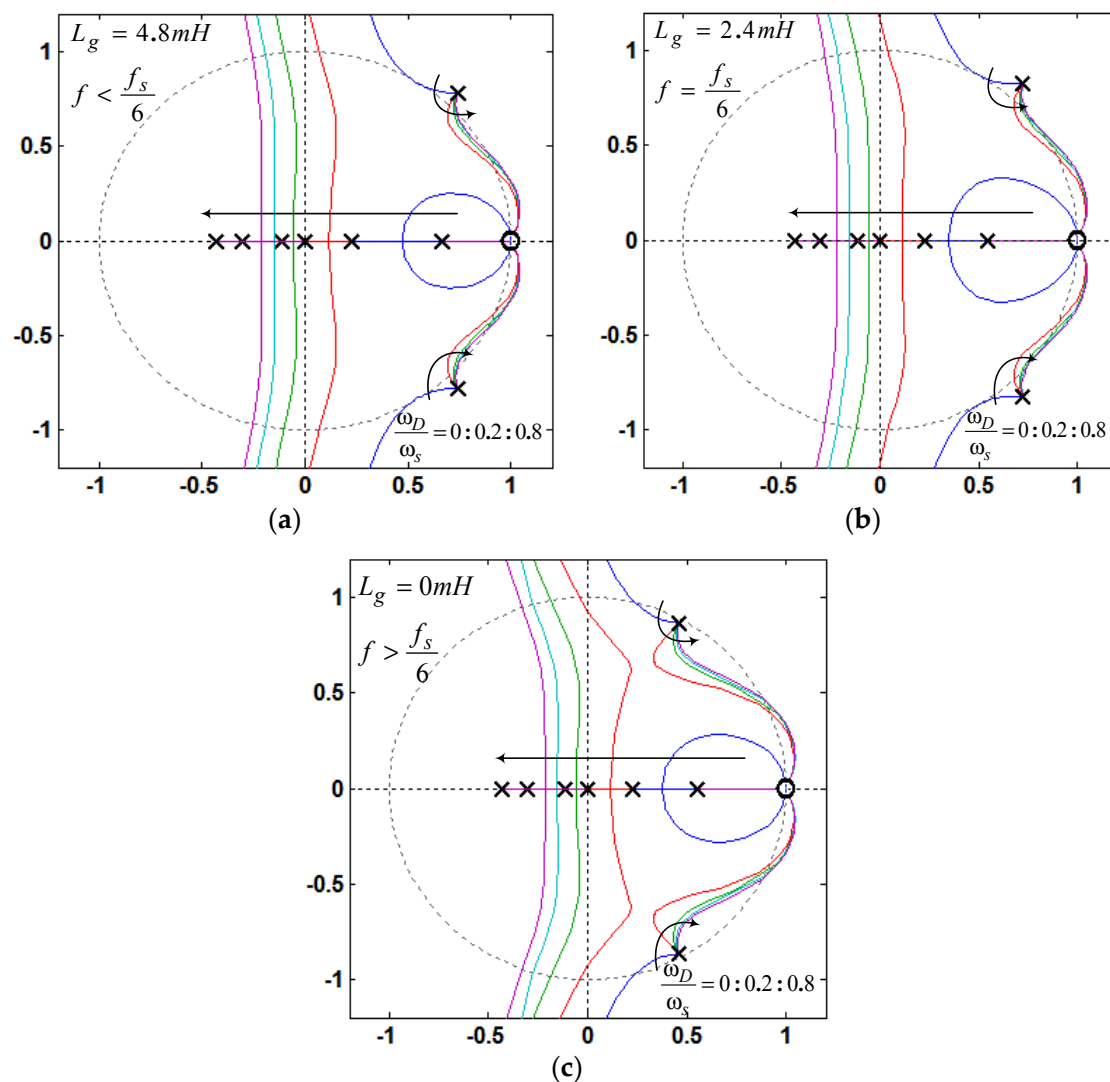 L_g = 4.8mH
f < f_s/6
1
0.5
0
-0.5
-1
ω_D/ω_s = 0:0.2:0.8
-1 -0.5 0 0.5 1
(a)
L_g = 2.4mH
f = f_s/6
1
0.5
0
-0.5
-1
ω_D/ω_s = 0:0.2:0.8
-1 -0.5 0 0.5 1
(b)
L_g = 0mH
f > f_s/6
1
0.5
0
-0.5
-1
ω_D/ω_s = 0:0.2:0.8
-1 -0.5 0 0.5 1
(c)